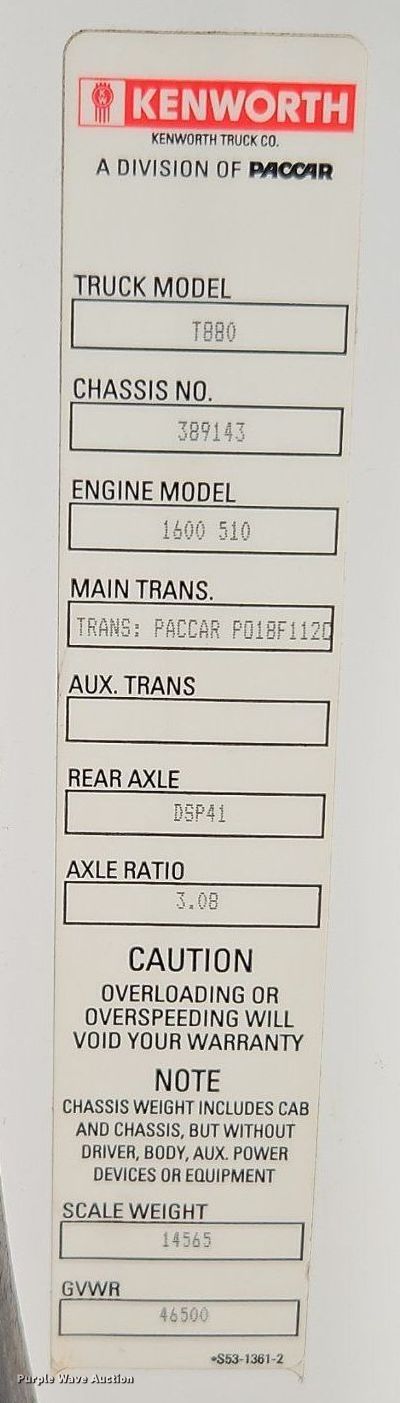 KENWORTH
KENWORTH TRUCK CO.
A DIVISION OF PACCAR
TRUCK MODEL
T880
CHASSIS NO.
389143
ENGINE MODEL
1600 510
MAIN TRANS.
TRANS: PACCAR PO18F112C
AUX. TRANS
REAR AXLE
DSP41
AXLE RATIO
3.08
CAUTION
OVERLOADING OR
OVERSPEEDING WILL
VOID YOUR WARRANTY
NOTE
CHASSIS WEIGHT INCLUDES CAB
AND CHASSIS, BUT WITHOUT
DRIVER, BODY, AUX. POWER
DEVICES OR EQUIPMENT
SCALE WEIGHT
14565
GVWR
46500
*S53-1361-2
Purple Wave Auction